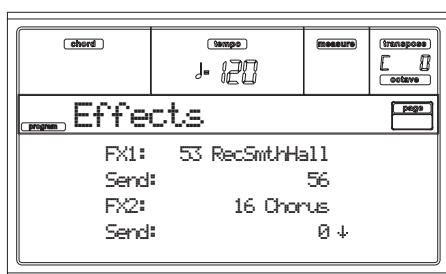 chord tempo measure transpose
♩= 120 C 0
octave
program Effects page
FX1: 53 RecSmthHall
Send: 56
FX2: 16 Chorus
Send: 0 ↓